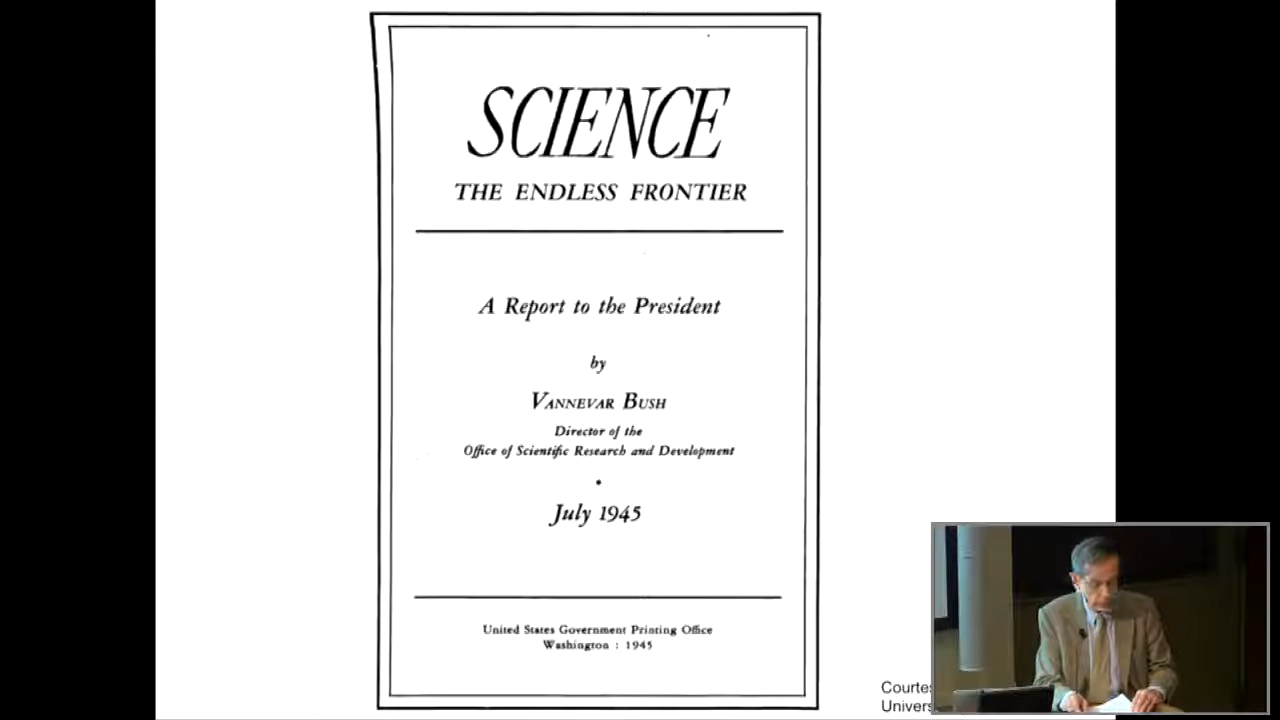 SCIENCE
THE ENDLESS FRONTIER
A Report to the President
by
VANNEVAR BUSH
Director of the
Office of Scientific Research and Development
July 1945
United States Government Printing Office
Washington : 1945